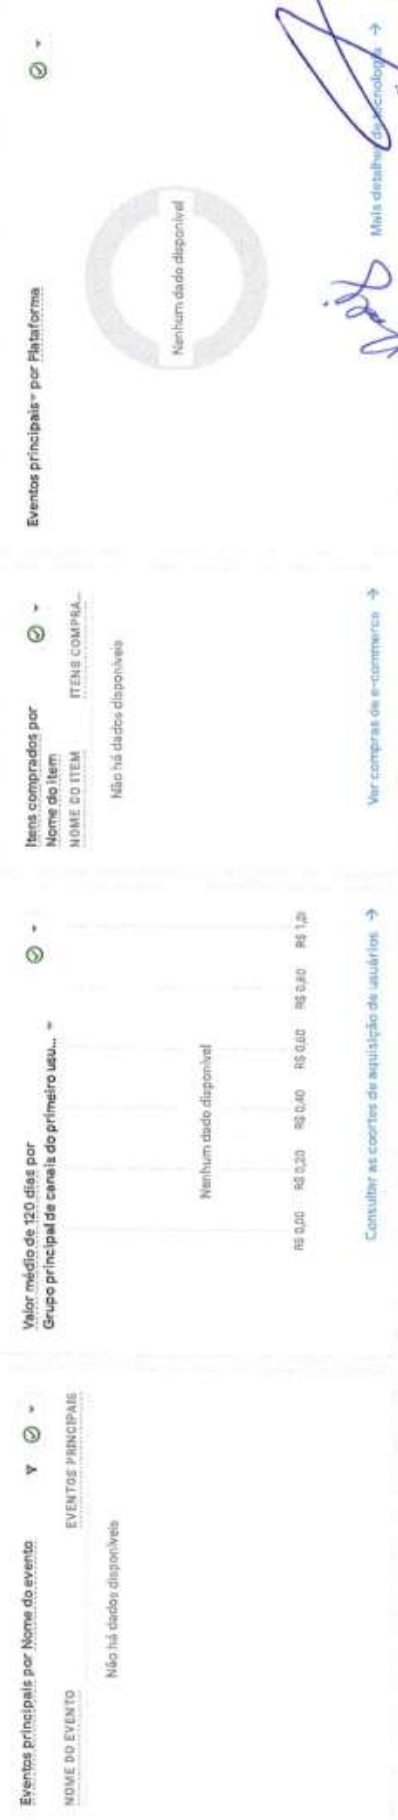 Eventos principais por Nome do evento
NOME DO EVENTO
EVENTOS PRINCIPAIS
Não há dados disponíveis
Valor médio de 120 dias por
Grupo principal de canais do primeiro usu...
Nenhum dado disponível
R$ 0,00 R$ 0,20 R$ 0,40 R$ 0,60 R$ 0,80 R$ 1,0
Consultar as coortes de aquisição de usuários →
Itens comprados por
Nome do item
NOME DO ITEM
ITENS COMPRA...
Não há dados disponíveis
Ver compras de e-commerce →
Eventos principais por Plataforma
Nenhum dado disponível
Mais detalhes de tecnologia →